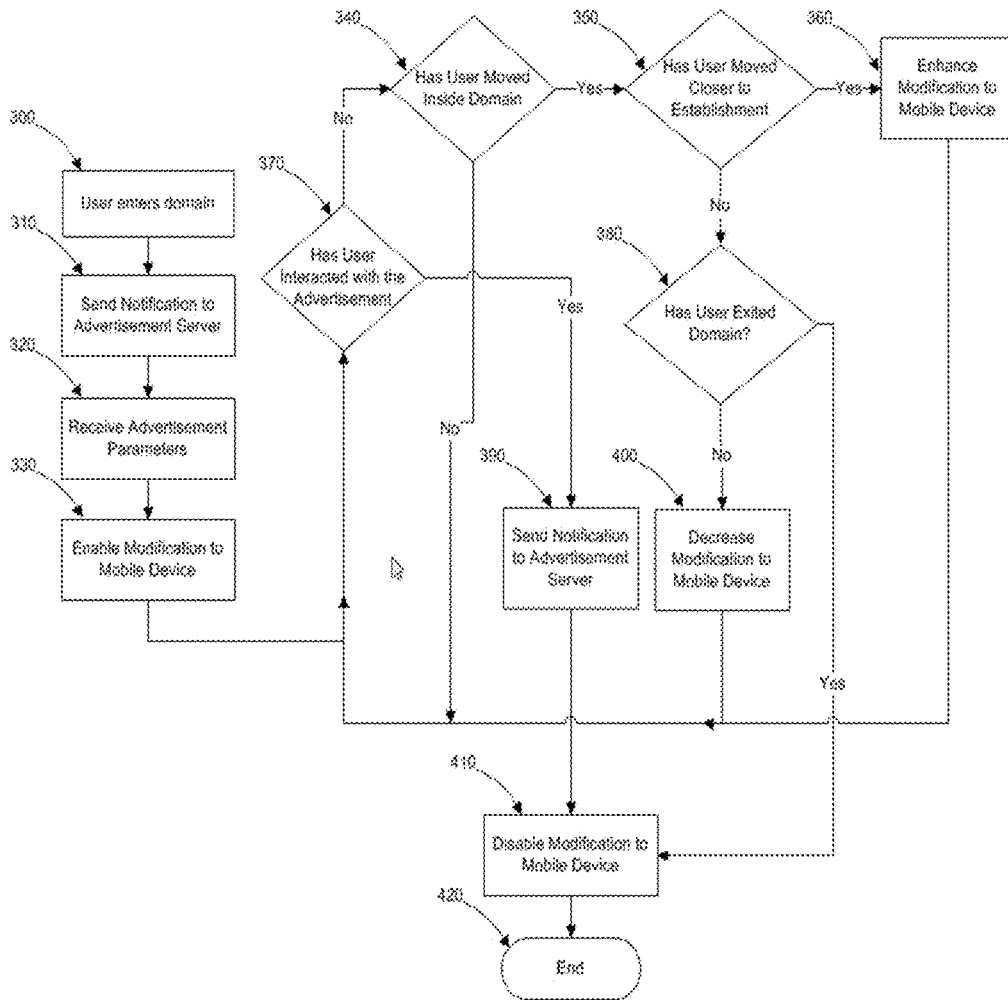 340
Has User Moved
Inside Domain
Yes
350
Has User Moved
Closer to
Establishment
Yes
360
Enhance
Modification to
Mobile Device
No
300
User enters domain
370
Has User
Interacted with the
Advertisement
Yes
310
Send Notification to
Advertisement Server
No
380
Has User Exited
Domain?
320
Receive Advertisement
Parameters
No
330
Enable Modification to
Mobile Device
390
Send Notification
to Advertisement
Server
No
400
Decrease
Modification to
Mobile Device
Yes
410
Disable Modification to
Mobile Device
420
End